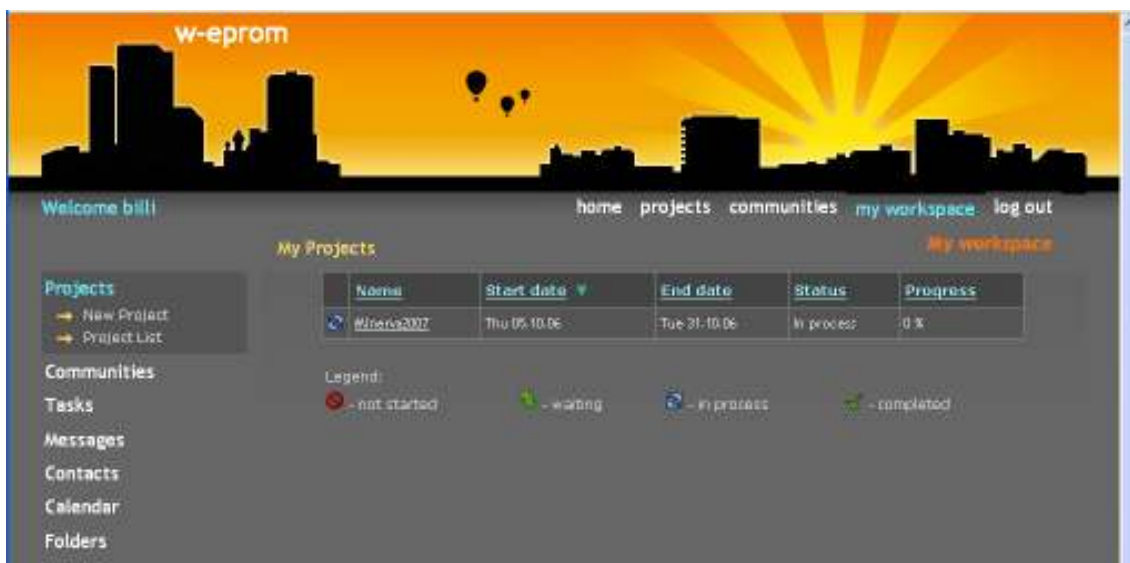 w-eprom
Welcome billi
home projects communities my workspace log out
My Projects
My workspace
Projects
New Project
Project List
Communities
Tasks
Messages
Contacts
Calendar
Folders
Name Start date End date Status Progress
Minerva2007 Thu 05.10.06 Tue 31.10.06 In process 0 %
Legend:
- not started - waiting - in process - completed